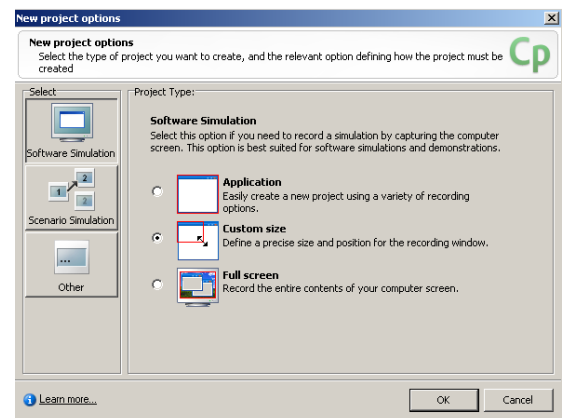 New project options
New project options
Select the type of project you want to create, and the relevant option defining how the project must be
created
Cp
Select
Software Simulation
1 2 3
Scenario Simulation
...
Other
Project Type:
Software Simulation
Select this option if you need to record a simulation by capturing the computer
screen. This option is best suited for software simulations and demonstrations.
Application
Easily create a new project using a variety of recording
options.
Custom size
Define a precise size and position for the recording window.
Full screen
Record the entire contents of your computer screen.
Learn more...
OK
Cancel